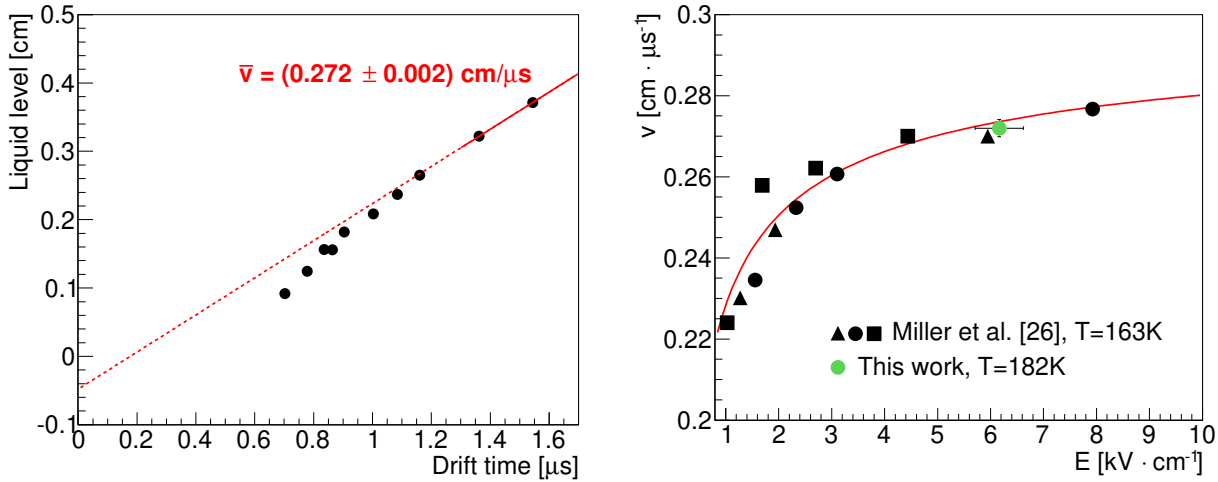 Liquid level [cm]
0.5
0.4
0.3
0.2
0.1
0
-0.1
v̅ = (0.272 ± 0.002) cm/μs
0 0.2 0.4 0.6 0.8 1 1.2 1.4 1.6
Drift time [μs]
v [cm · μs⁻¹]
0.3
0.28
0.26
0.24
0.22
0.2
Miller et al. [26], T=163K
This work, T=182K
1 2 3 4 5 6 7 8 9 10
E [kV · cm⁻¹]